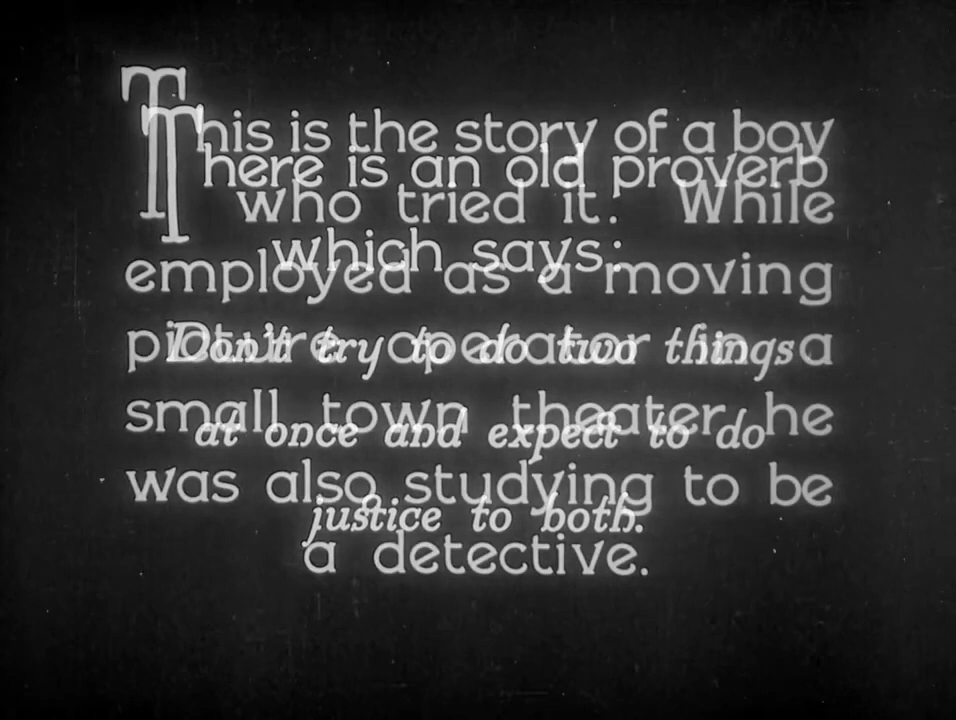 This is the story of a boy
There is an old proverb
who tried it. While
which says:
employed as a moving
picture operator in a
Don't try to do two things
small town theater he
at once and expect to do
was also studying to be
justice to both.
a detective.